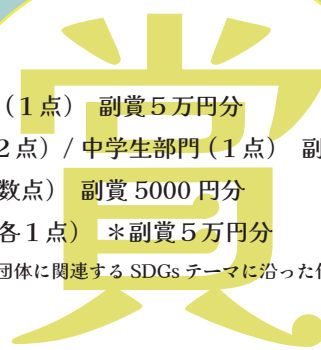 賞
（1点） 副賞５万円分
２点）/ 中学生部門（１点） 副
数点） 副賞 5000 円分
各１点） ＊副賞５万円分
団体に関連する SDGs テーマに沿った